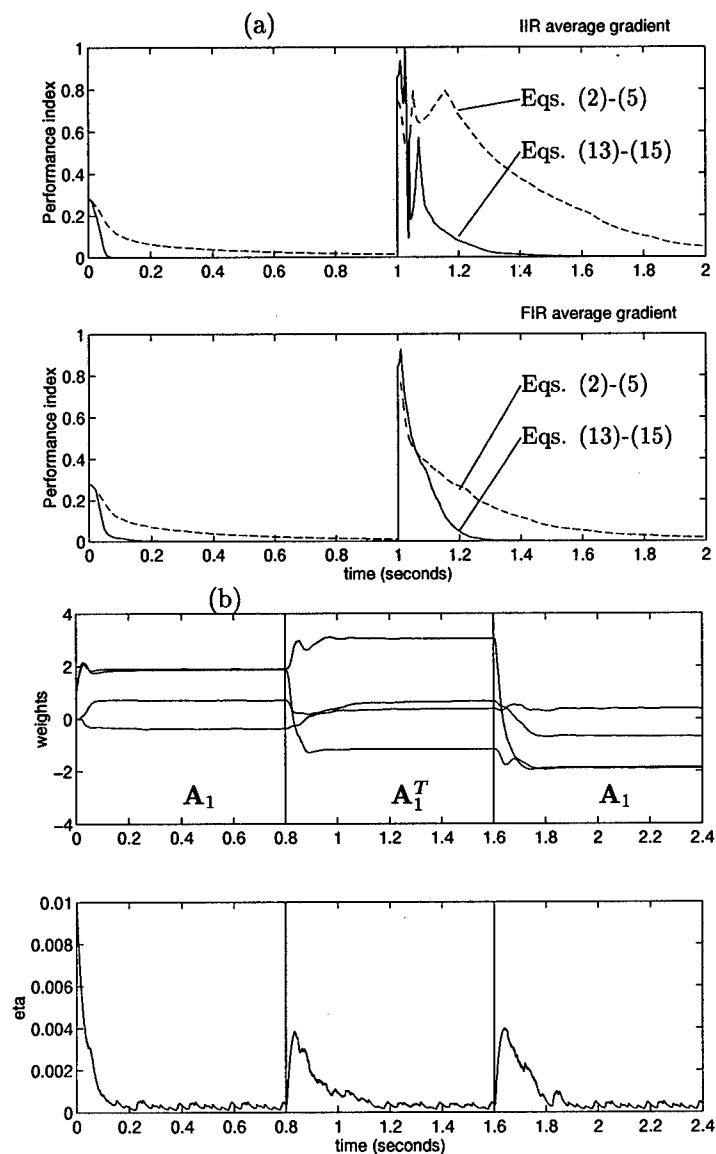 (a)
IIR average gradient
Performance index
1
0.8
0.6
0.4
0.2
0
Eqs. (2)-(5)
Eqs. (13)-(15)
0 0.2 0.4 0.6 0.8 1 1.2 1.4 1.6 1.8 2
FIR average gradient
Performance index
1
0.8
0.6
0.4
0.2
0
Eqs. (2)-(5)
Eqs. (13)-(15)
0 0.2 0.4 0.6 0.8 1 1.2 1.4 1.6 1.8 2
time (seconds)
(b)
weights
4
2
0
−2
−4
A₁ A₁ᵀ A₁
0 0.2 0.4 0.6 0.8 1 1.2 1.4 1.6 1.8 2 2.2 2.4
eta
0.01
0.008
0.006
0.004
0.002
0
0 0.2 0.4 0.6 0.8 1 1.2 1.4 1.6 1.8 2 2.2 2.4
time (seconds)